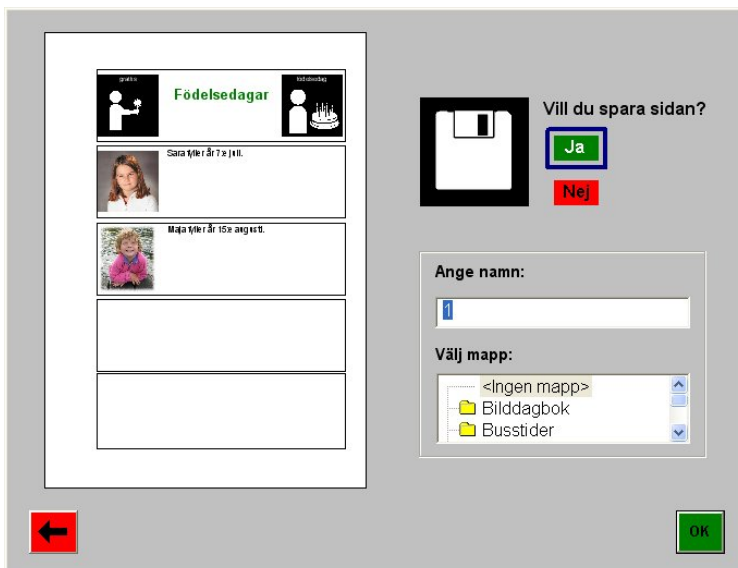 grattis
Födelsedagar
födelsedag
Sara fyller år 7:e juli.
Maja fyller år 15:e augusti.
Vill du spara sidan?
Ja
Nej
Ange namn:
1
Välj mapp:
<Ingen mapp>
Bilddagbok
Busstider
OK